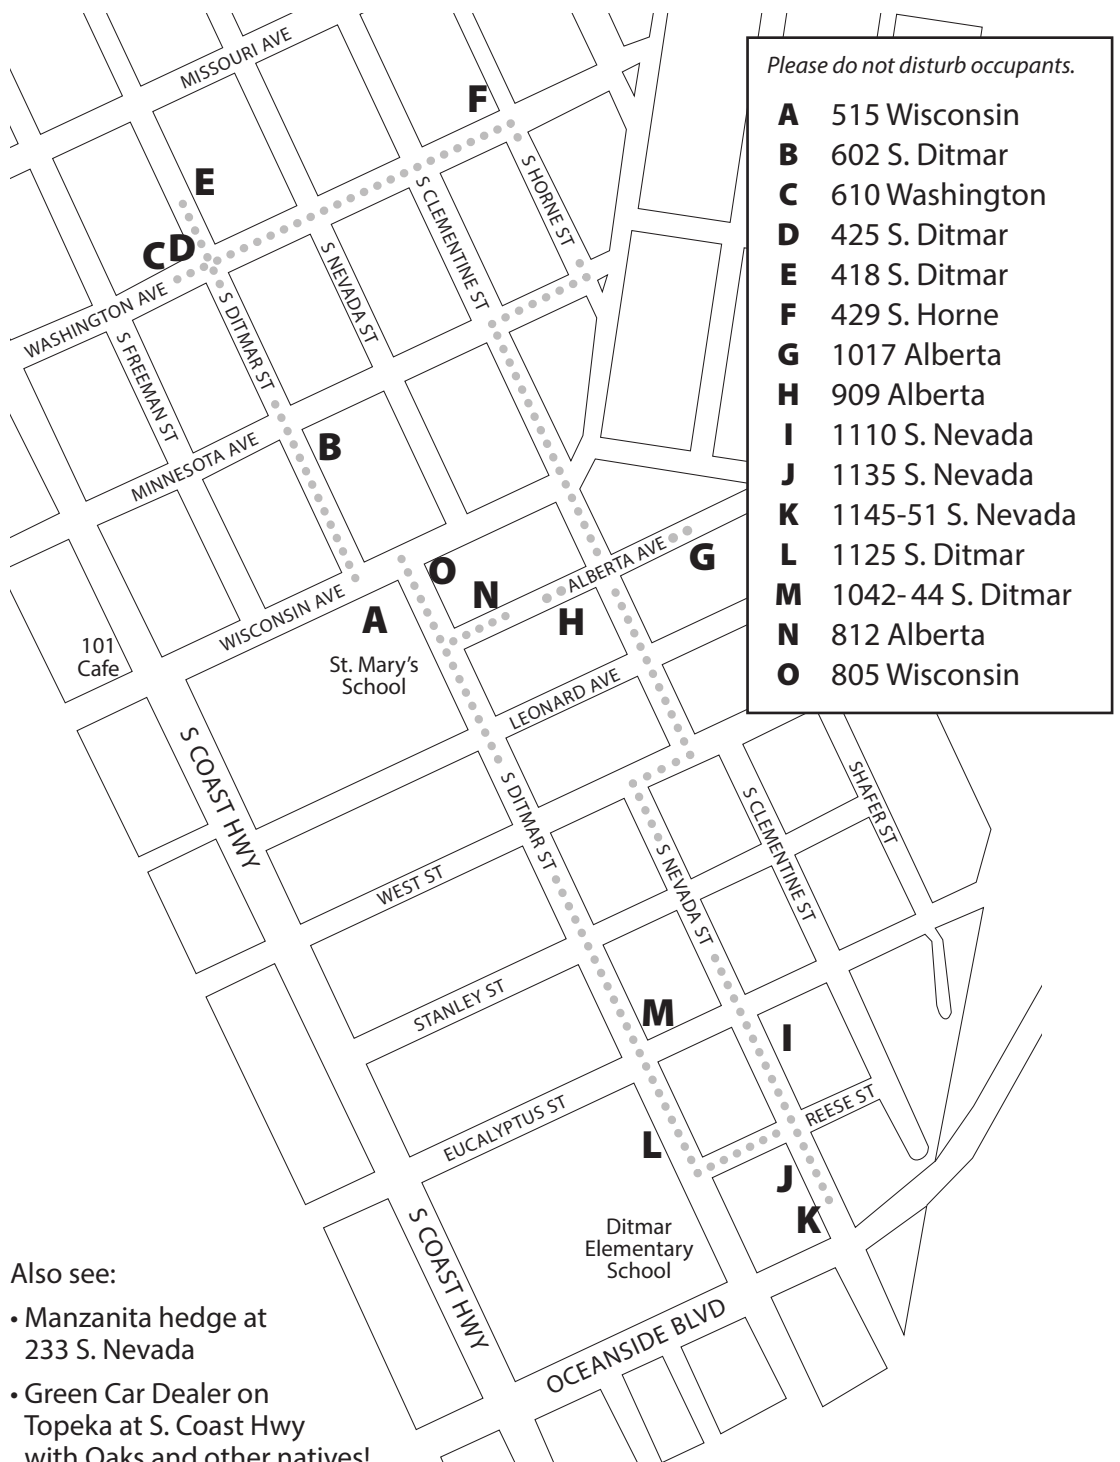 MISSOURI AVE
F
Please do not disturb occupants.
A 515 Wisconsin
B 602 S. Ditmar
C 610 Washington
D 425 S. Ditmar
E 418 S. Ditmar
F 429 S. Horne
G 1017 Alberta
H 909 Alberta
I 1110 S. Nevada
J 1135 S. Nevada
K 1145-51 S. Nevada
L 1125 S. Ditmar
M 1042-44 S. Ditmar
N 812 Alberta
O 805 Wisconsin
E
S HORNE ST
S CLEMENTINE ST
C
D
S NEVADA ST
WASHINGTON AVE
S DITMAR ST
S FREEMAN ST
B
MINNESOTA AVE
O
N
ALBERTA AVE
G
H
WISCONSIN AVE
A
101
Cafe
St. Mary's
School
LEONARD AVE
S COAST HWY
S DITMAR ST
S CLEMENTINE ST
SHAFER ST
WEST ST
S NEVADA ST
STANLEY ST
M
I
REESE ST
EUCALYPTUS ST
L
J
K
S COAST HWY
Ditmar
Elementary
School
OCEANSIDE BLVD
Also see:
• Manzanita hedge at
233 S. Nevada
• Green Car Dealer on
Topeka at S. Coast Hwy
with Oaks and other natives!